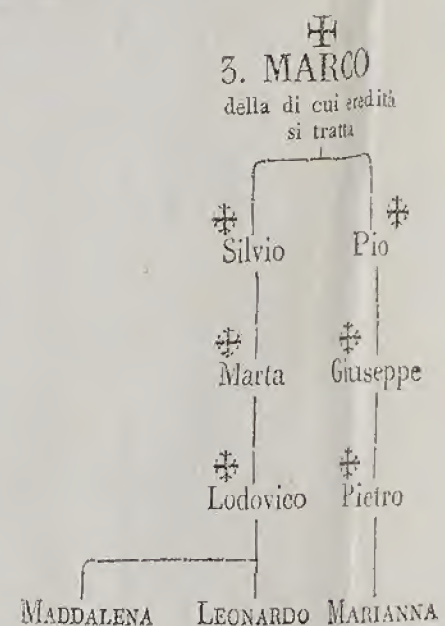 3. MARCO
della di cui eredità
si tratta
Silvio Pio
Marta Giuseppe
Lodovico Pietro
MADDALENA LEONARDO MARIANNA